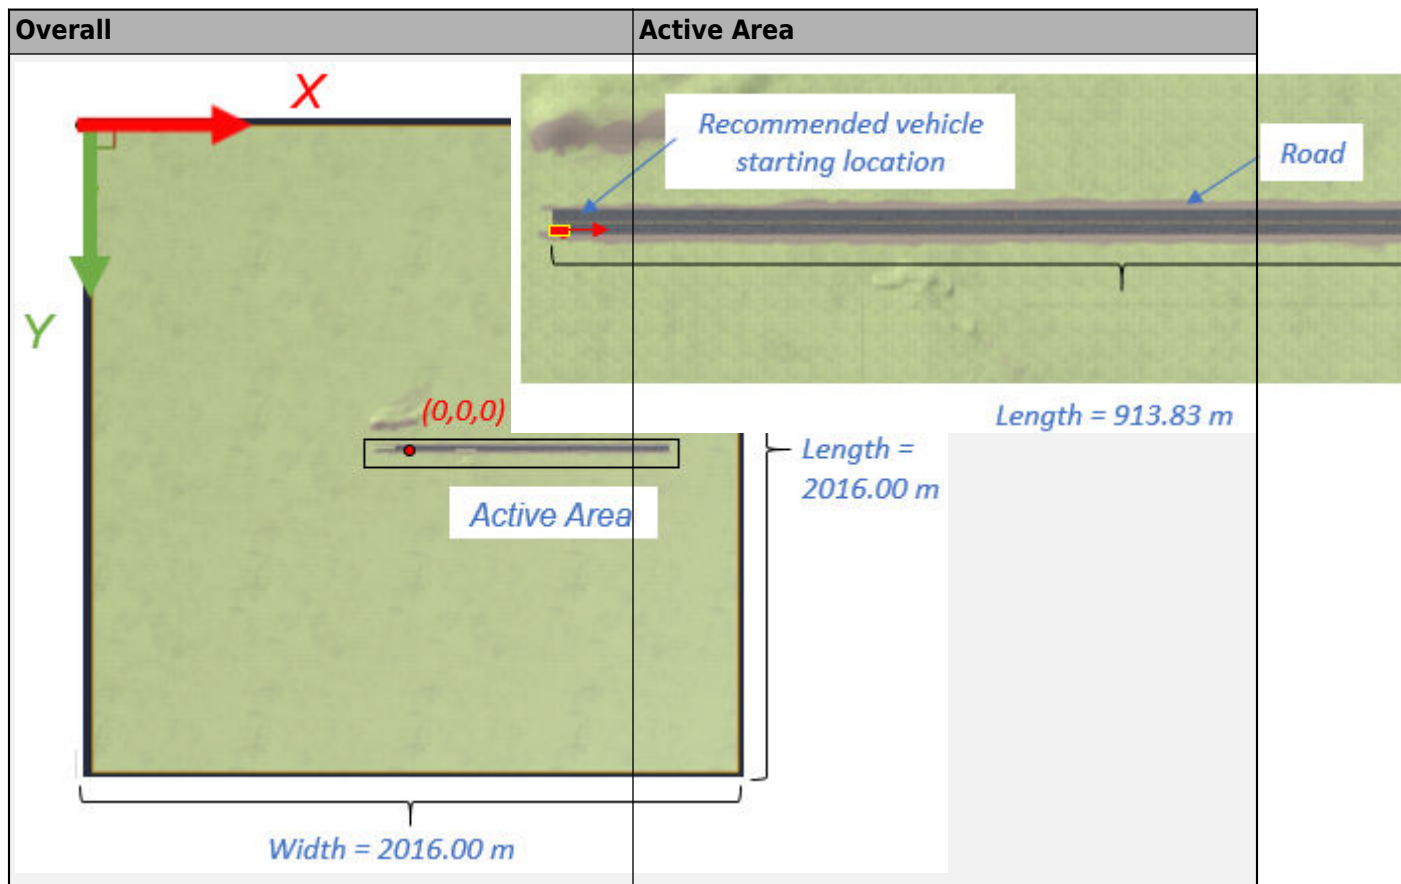 Overall
Active Area
X
Y
(0,0,0)
Active Area
Length =
2016.00 m
Width = 2016.00 m
Recommended vehicle
starting location
Road
Length = 913.83 m